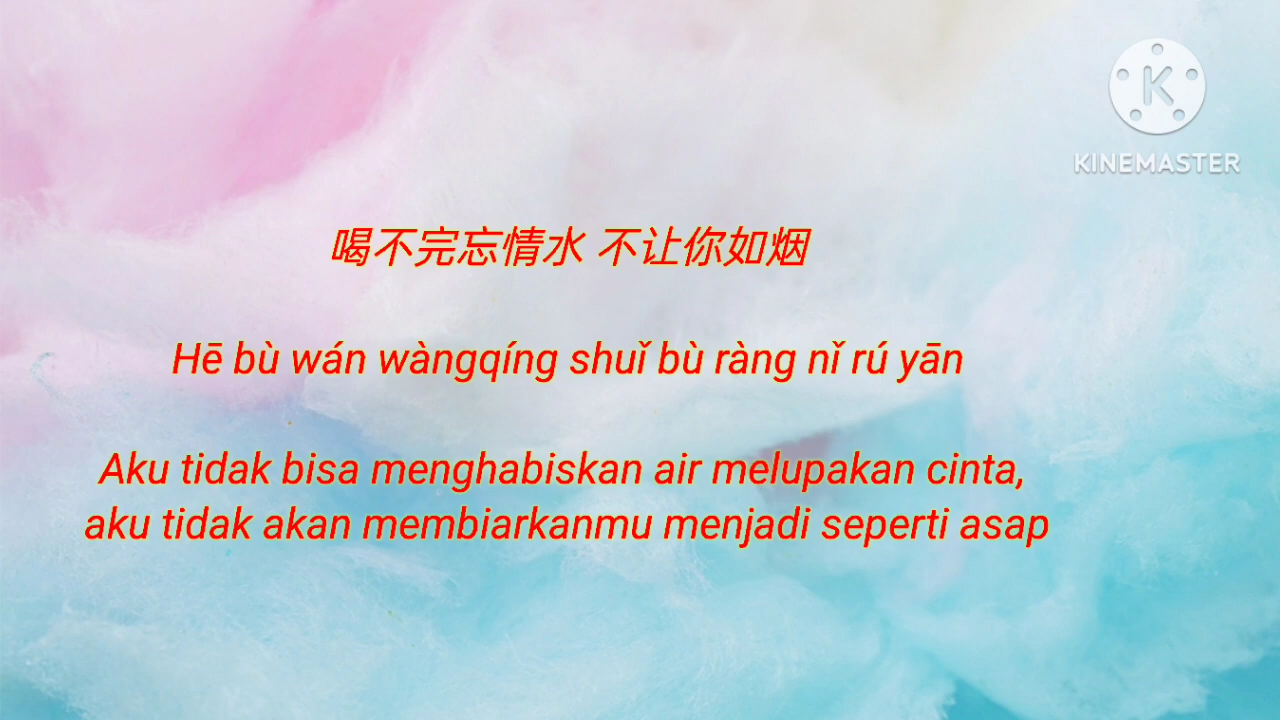 KINEMASTER
喝不完忘情水 不让你如烟
Hē bù wán wàngqíng shuǐ bù ràng nǐ rú yān
Aku tidak bisa menghabiskan air melupakan cinta,
aku tidak akan membiarkanmu menjadi seperti asap